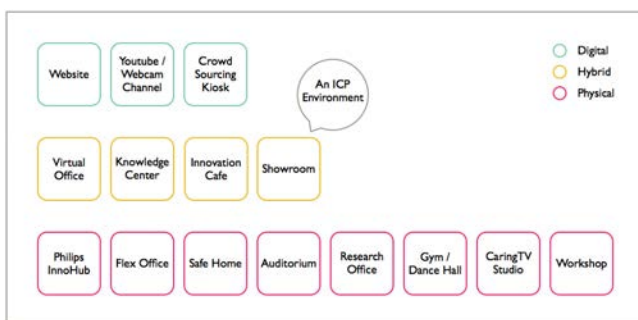 Website
Youtube /
Webcam
Channel
Crowd
Sourcing
Kiosk
An ICP
Environment
Digital
Hybrid
Physical
Virtual
Office
Knowledge
Center
Innovation
Cafe
Showroom
Philips
InnoHub
Flex Office
Safe Home
Auditorium
Research
Office
Gym /
Dance Hall
CaringTV
Studio
Workshop